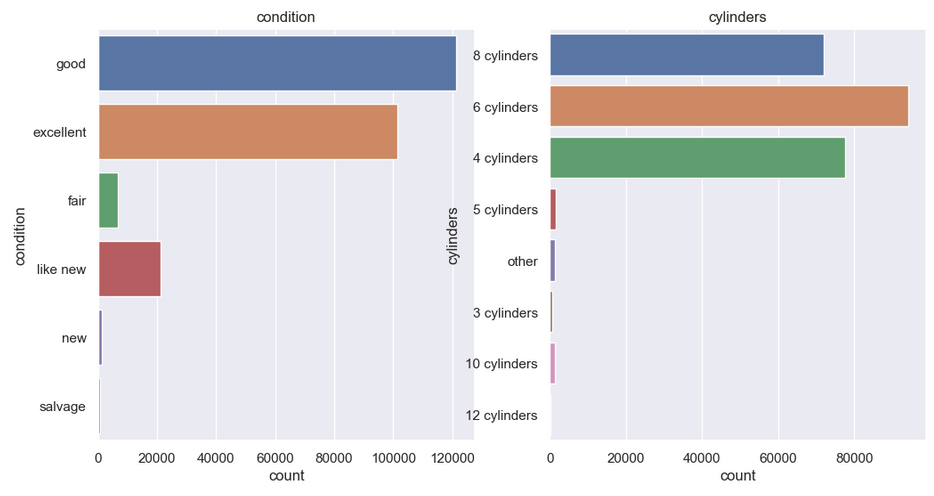 condition
good
excellent
fair
like new
new
salvage
condition
0 20000 40000 60000 80000 100000 120000
count
cylinders
8 cylinders
6 cylinders
4 cylinders
5 cylinders
other
3 cylinders
10 cylinders
12 cylinders
cylinders
0 20000 40000 60000 80000
count